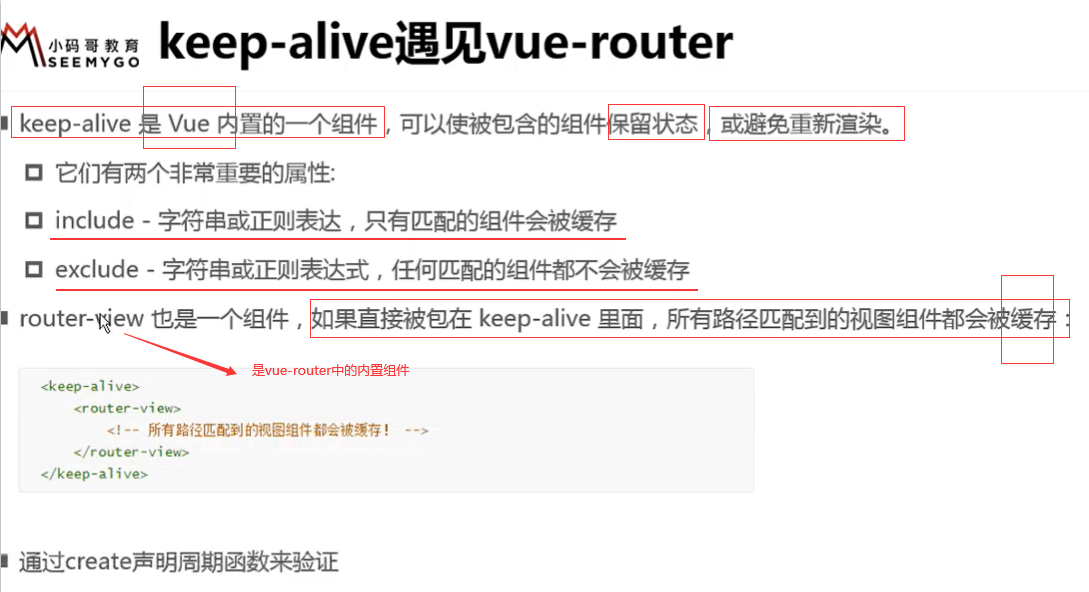 小码哥教育
SEEMYGO
keep-alive遇见vue-router
keep-alive 是 Vue 内置的一个组件，可以使被包含的组件保留状态，或避免重新渲染。
它们有两个非常重要的属性:
include - 字符串或正则表达，只有匹配的组件会被缓存
exclude - 字符串或正则表达式，任何匹配的组件都不会被缓存
router-view 也是一个组件，如果直接被包在 keep-alive 里面，所有路径匹配到的视图组件都会被缓存：
是vue-router中的内置组件
<keep-alive>
<router-view>
<!-- 所有路径匹配到的视图组件都会被缓存！ -->
</router-view>
</keep-alive>
通过create声明周期函数来验证